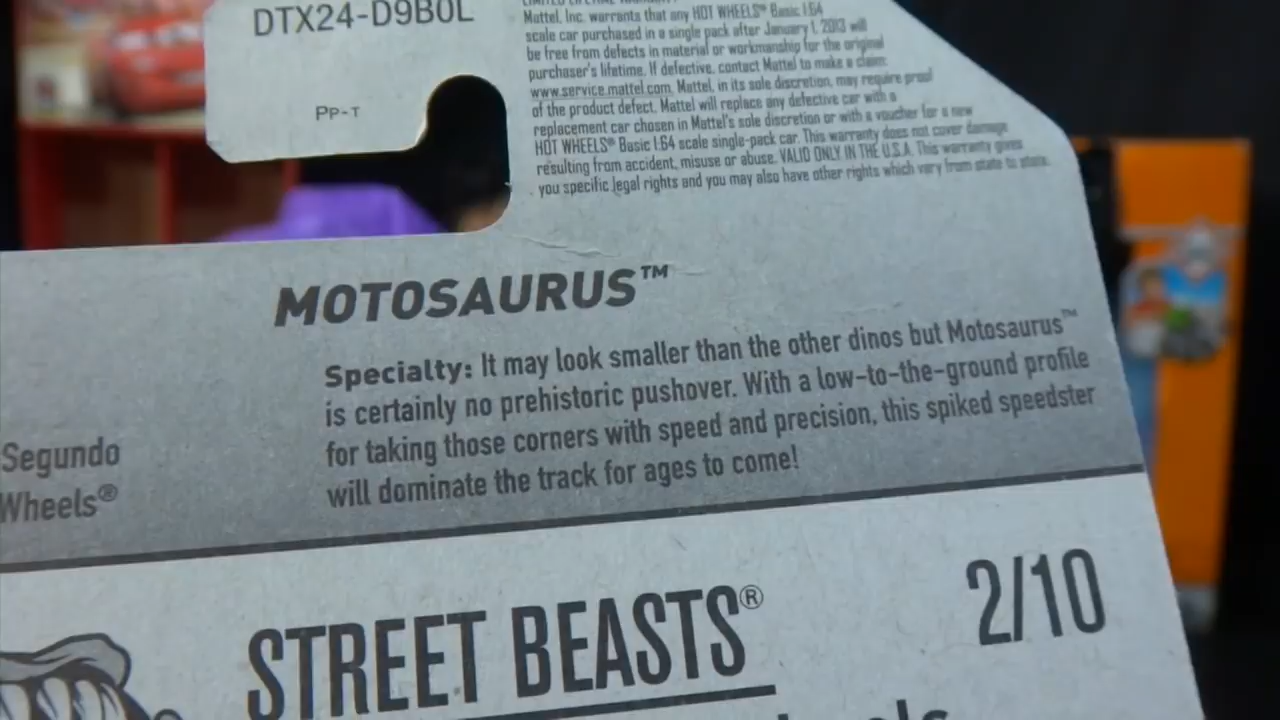 DTX24-D9B0L
Pp-T
Mattel, Inc. warrants that any HOT WHEELS® Basic 1:64
scale car purchased in a single pack after January 1, 2013 will
be free from defects in material or workmanship for the original
purchaser's lifetime. If defective, contact Mattel to make a claim:
www.service.mattel.com. Mattel, in its sole discretion, may require proof
of the product defect. Mattel will replace any defective car with a
replacement car chosen in Mattel's sole discretion or with a voucher for a new
HOT WHEELS® Basic 1:64 scale single-pack car. This warranty does not cover damage
resulting from accident, misuse or abuse. VALID ONLY IN THE U.S.A. This warranty gives
you specific legal rights and you may also have other rights which vary from state to state.
MOTOSAURUS™
Specialty: It may look smaller than the other dinos but Motosaurus™
is certainly no prehistoric pushover. With a low-to-the-ground profile
for taking those corners with speed and precision, this spiked speedster
will dominate the track for ages to come!
Segundo
Wheels®
STREET BEASTS®
2/10